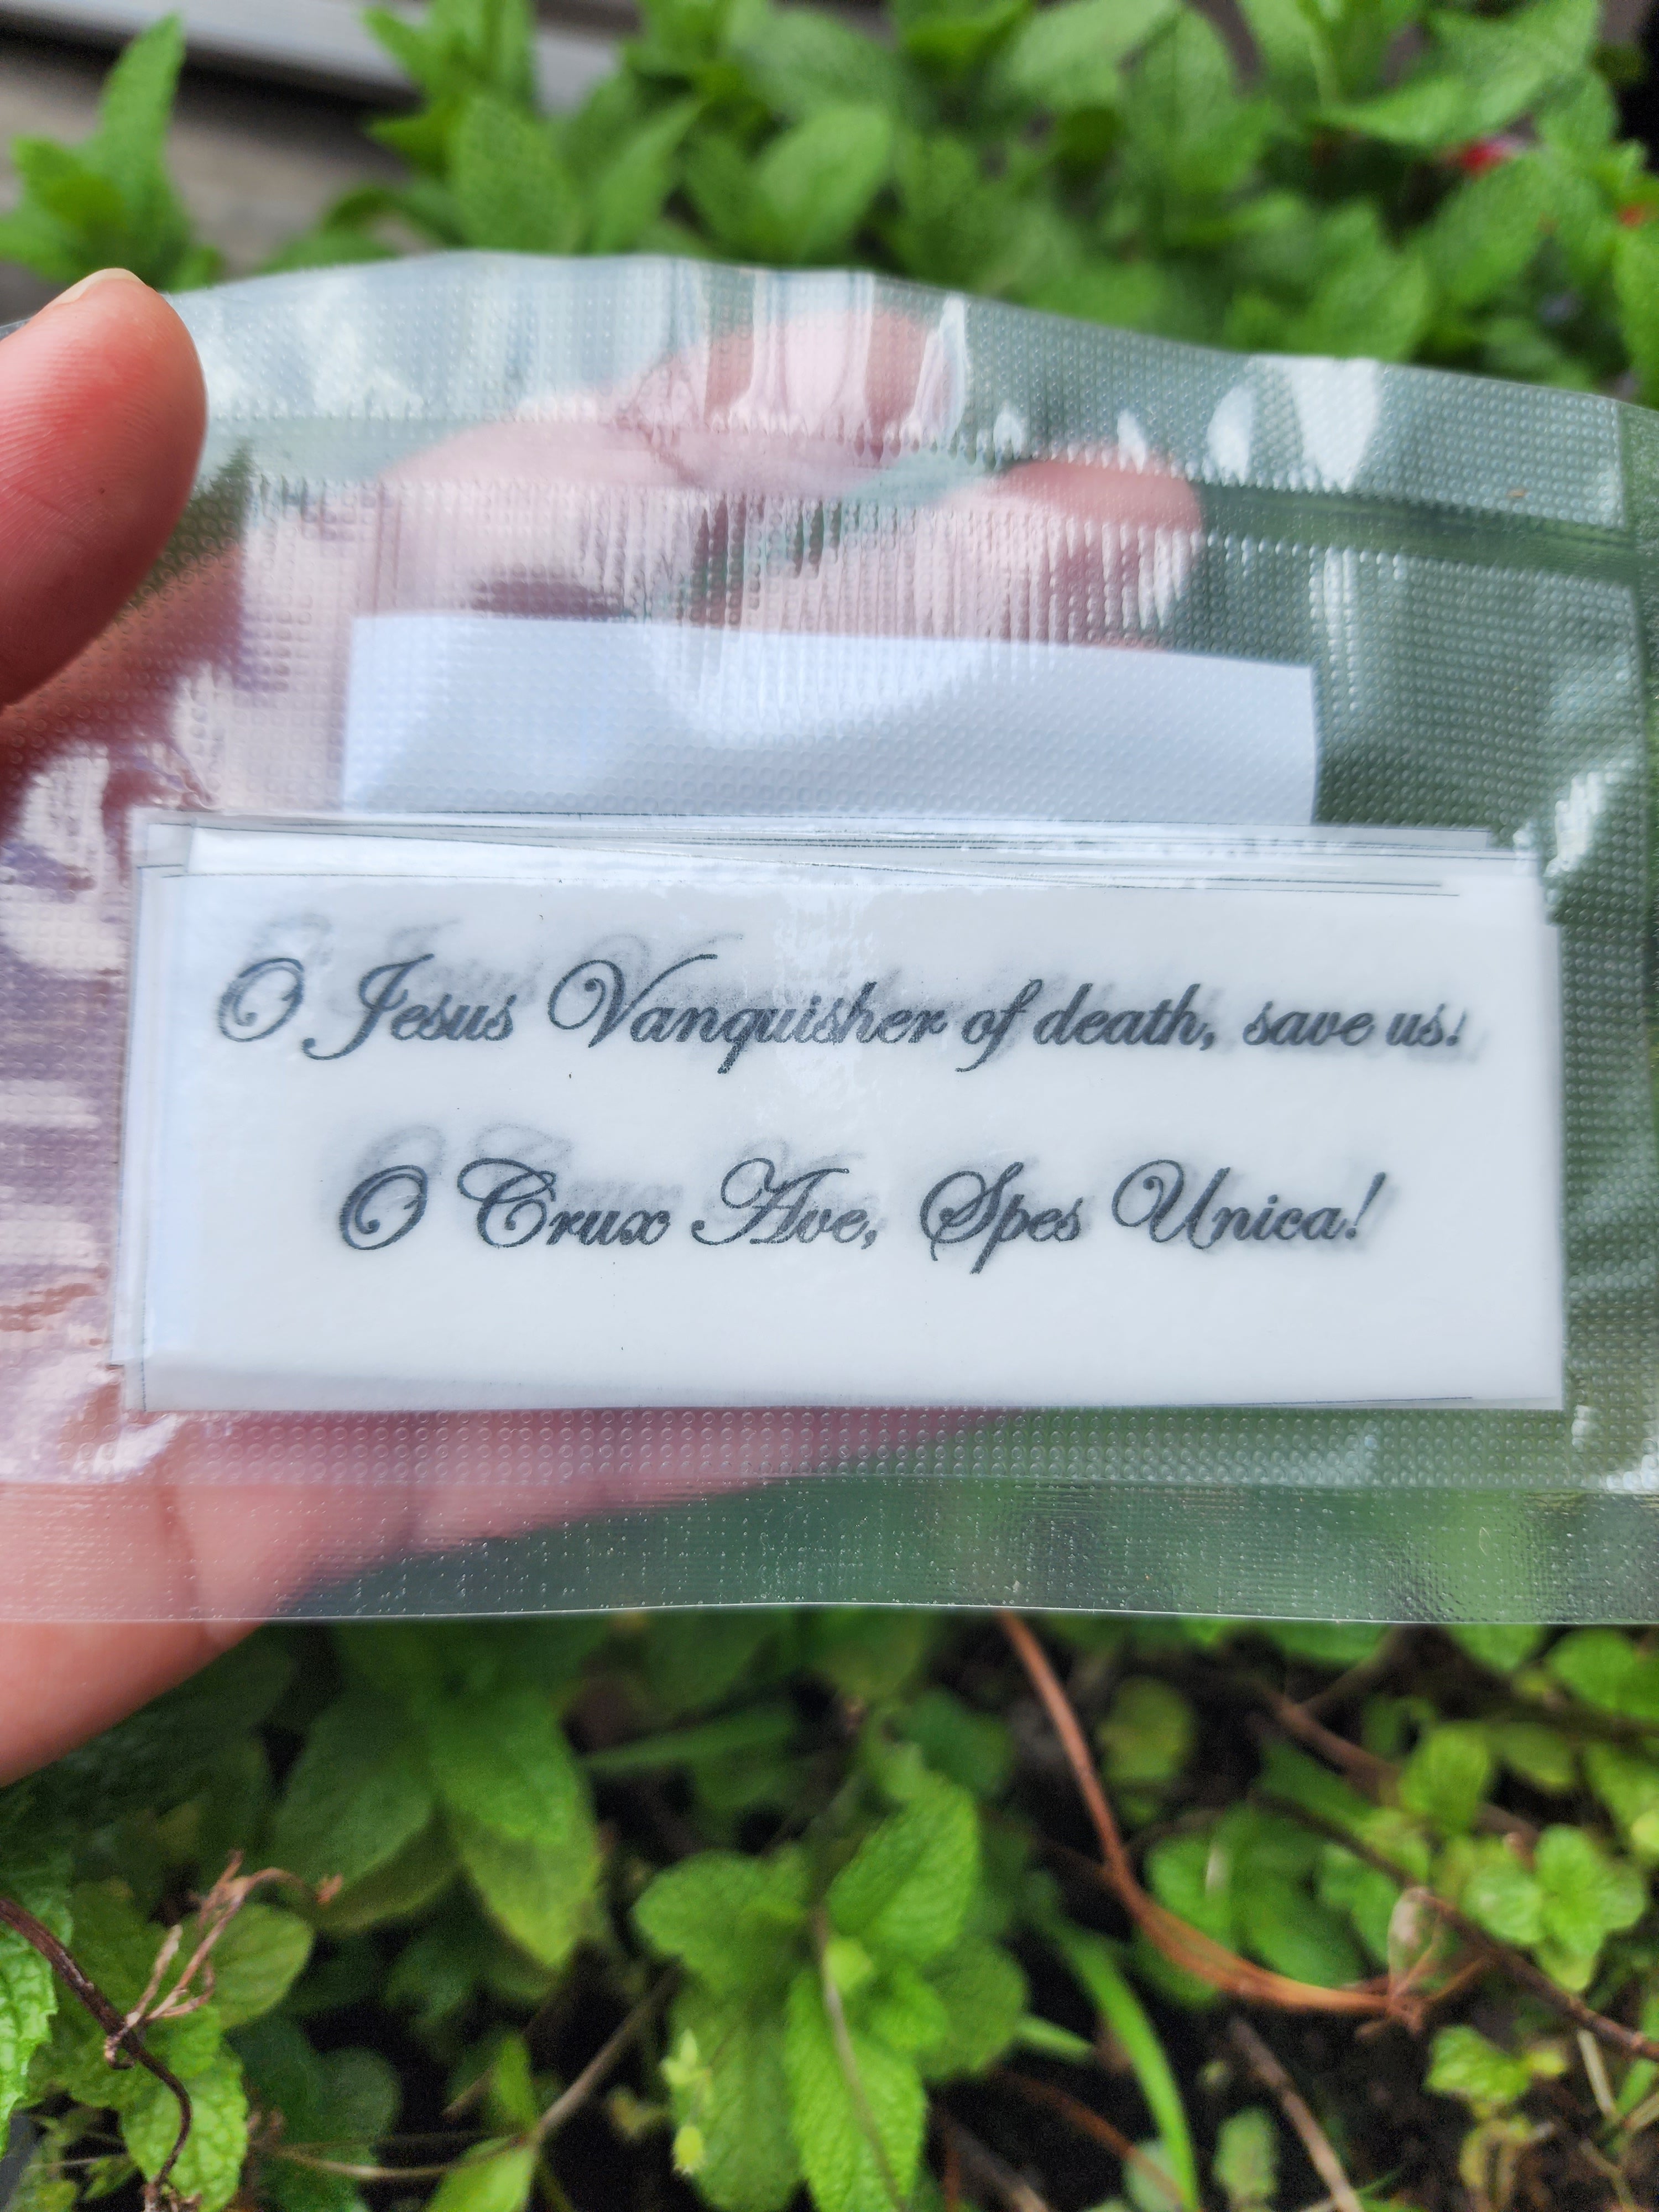 O Jesus Vanquisher of death, save us!
O Crux Ave, Spes Unica!